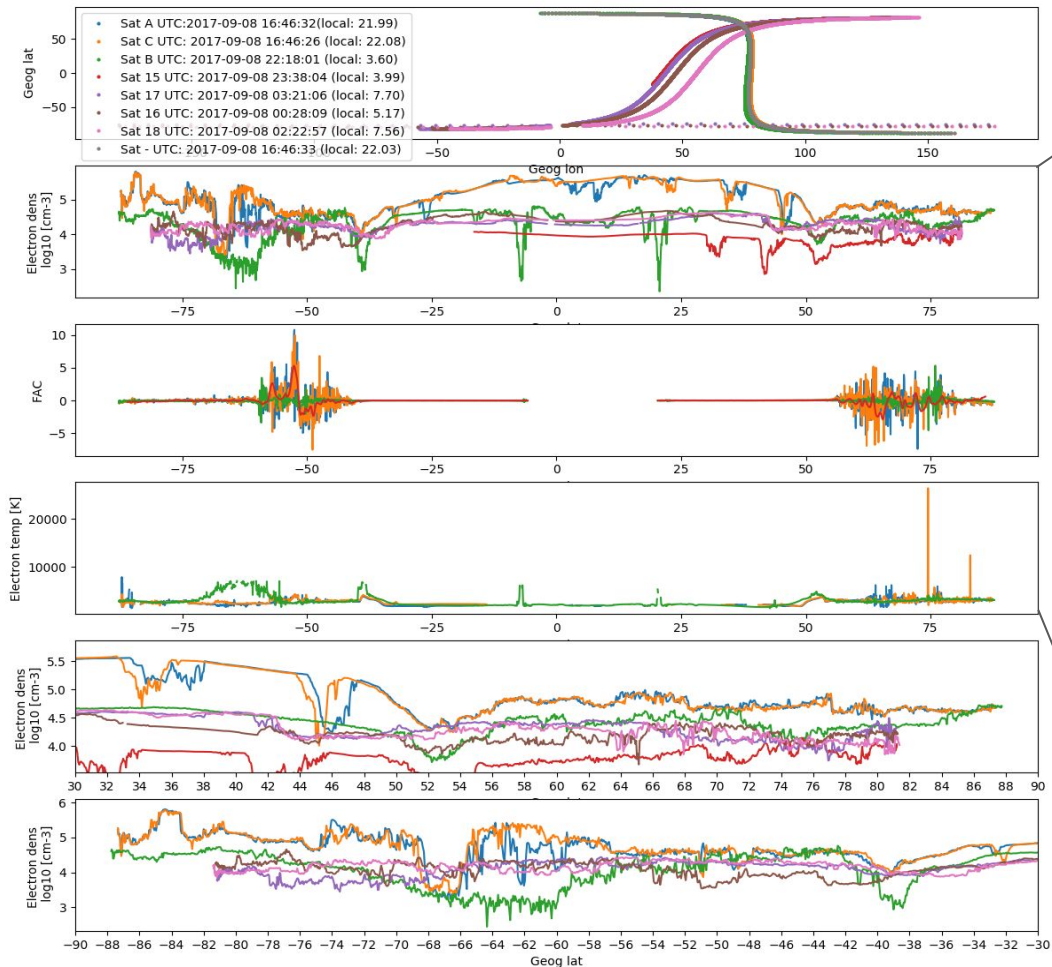 Sat A UTC:2017-09-08 16:46:32(local: 21.99)
Sat C UTC: 2017-09-08 16:46:26 (local: 22.08)
Sat B UTC: 2017-09-08 22:18:01 (local: 3.60)
Sat 15 UTC: 2017-09-08 23:38:04 (local: 3.99)
Sat 17 UTC: 2017-09-08 03:21:06 (local: 7.70)
Sat 16 UTC: 2017-09-08 00:28:09 (local: 5.17)
Sat 18 UTC: 2017-09-08 02:22:57 (local: 7.56)
Sat - UTC: 2017-09-08 16:46:33 (local: 22.03)
Geog lat
50
0
−50
−50 0 50 100 150
Geog lon
Electron dens
log10 [cm-3]
5
4
3
−75 −50 −25 0 25 50 75
FAC
10
5
0
−5
−75 −50 −25 0 25 50 75
Electron temp [K]
20000
10000
−75 −50 −25 0 25 50 75
Electron dens
log10 [cm-3]
5.5
5.0
4.5
4.0
30 32 34 36 38 40 42 44 46 48 50 52 54 56 58 60 62 64 66 68 70 72 74 76 78 80 82 84 86 88 90
Electron dens
log10 [cm-3]
6
5
4
3
−90 −88 −86 −84 −82 −80 −78 −76 −74 −72 −70 −68 −66 −64 −62 −60 −58 −56 −54 −52 −50 −48 −46 −44 −42 −40 −38 −36 −34 −32 −30
Geog lat